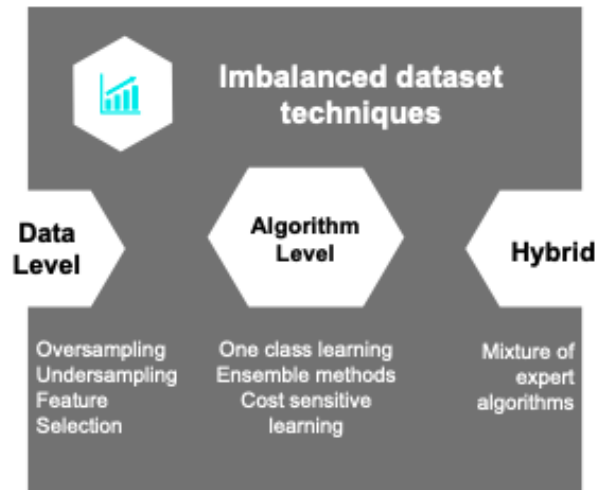 Imbalanced dataset
techniques
Data
Level
Algorithm
Level
Hybrid
Oversampling
Undersampling
Feature
Selection
One class learning
Ensemble methods
Cost sensitive
learning
Mixture of
expert
algorithms